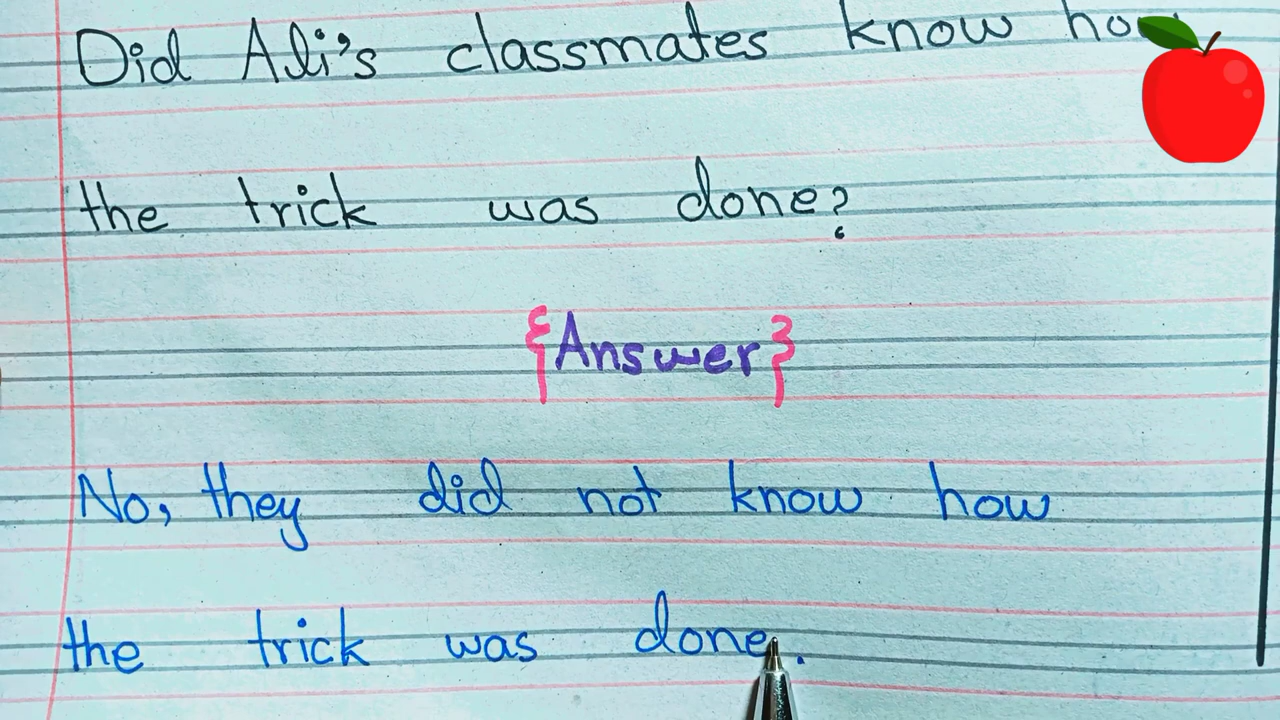 Did Ali's classmates know how
the trick was done?
{Answer}
No, they did not know how
the trick was done.